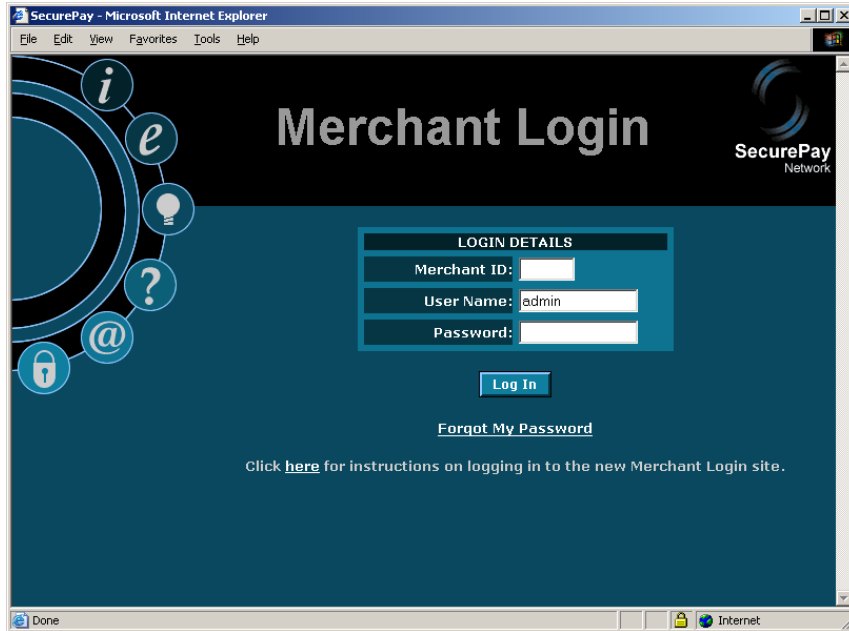 SecurePay - Microsoft Internet Explorer
File Edit View Favorites Tools Help
i
e
?
@
Merchant Login
SecurePay
Network
LOGIN DETAILS
Merchant ID:
User Name: admin
Password:
Log In
Forgot My Password
Click here for instructions on logging in to the new Merchant Login site.
Done Internet